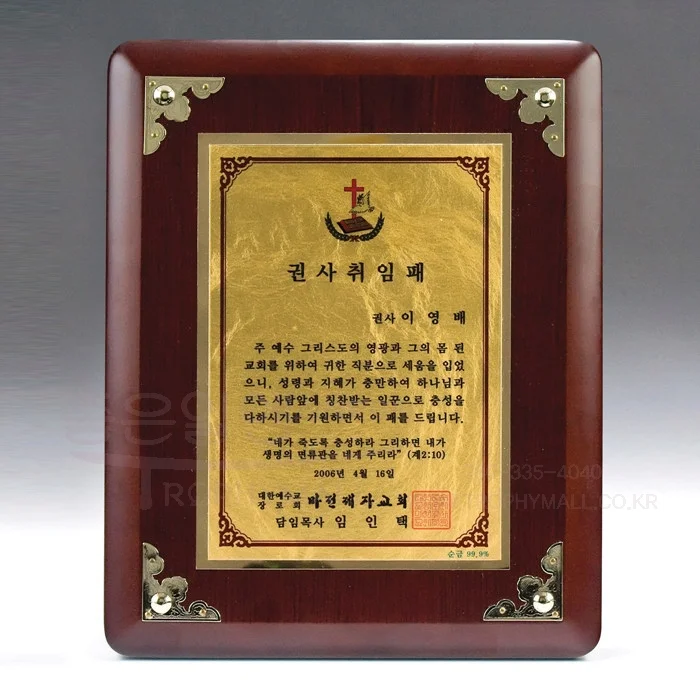 권사취임패
권사 이 영 배
주 예수 그리스도의 영광과 그의 몸 된
교회를 위하여 귀한 직분으로 세움을 입었
으니, 성령과 지혜가 충만하여 하나님과
모든 사람앞에 칭찬받는 일꾼으로 충성을
다하시기를 기원하면서 이 패를 드립니다.
“네가 죽도록 충성하라 그리하면 내가
생명의 면류관을 네게 주리라” (계2:10)
2006년 4월 16일
대한예수교
장로회 바전제자교회
담임목사 임 인 택
순금 99.9%
335-4040
PHYMALL.CO.KR